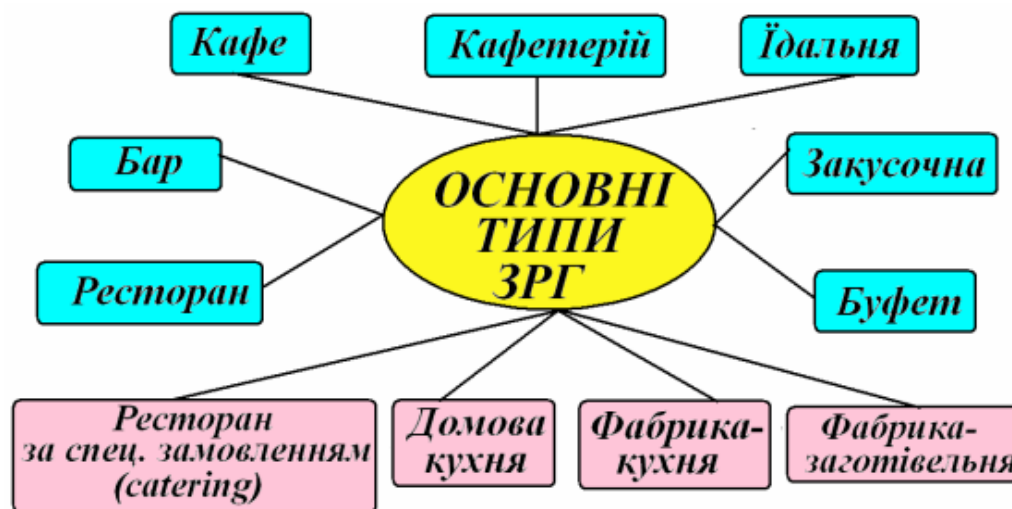 Кафе
Кафетерій
Їдальня
Бар
Закусочна
ОСНОВНІ
ТИПИ
ЗРГ
Ресторан
Буфет
Ресторан
за спец. замовленням
(catering)
Домова
кухня
Фабрика-
кухня
Фабрика-
заготівельня